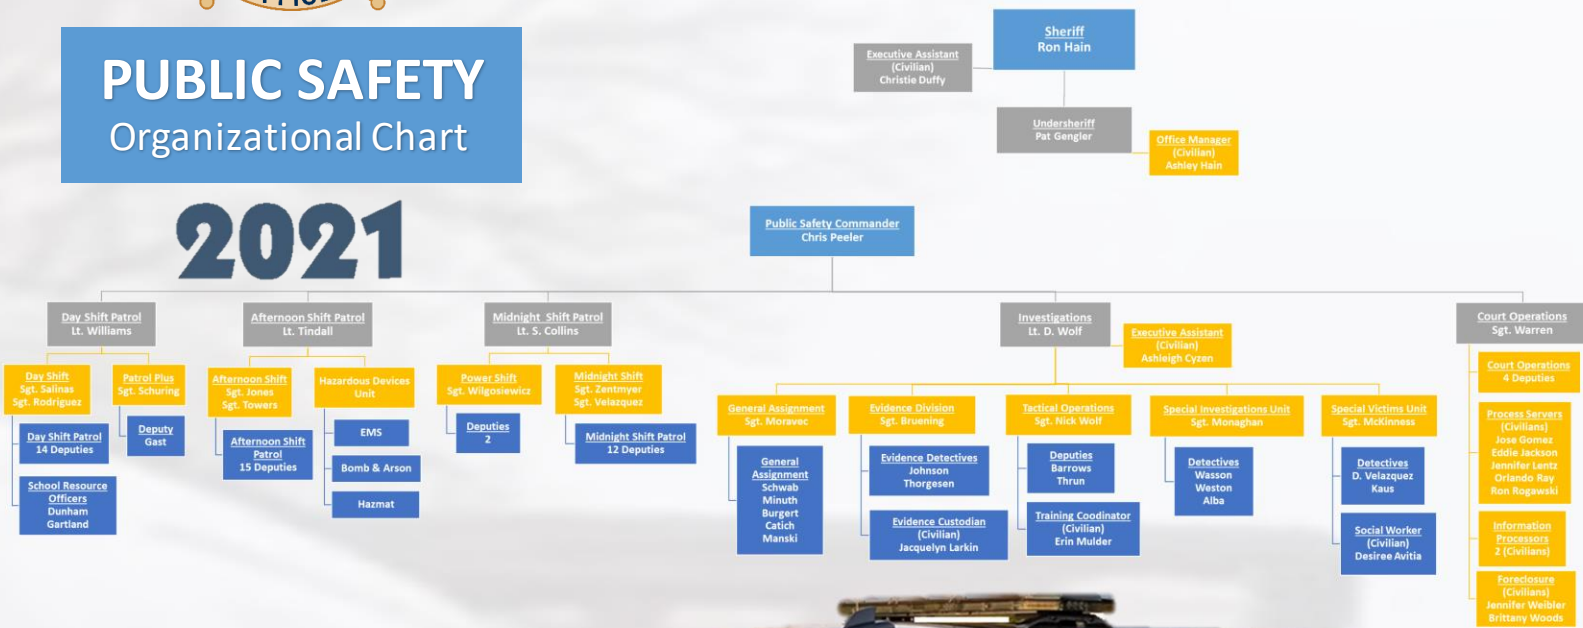 PUBLIC SAFETY
Organizational Chart
2021
Sheriff
Ron Hain
Executive Assistant
(Civilian)
Christie Duffy
Undersheriff
Pat Gengler
Office Manager
(Civilian)
Ashley Hain
Public Safety Commander
Chris Peeler
Day Shift Patrol
Lt. Williams
Day Shift
Sgt. Salinas
Sgt. Rodriguez
Day Shift Patrol
14 Deputies
School Resource
Officers
Dunham
Gartland
Patrol Plus
Sgt. Schuring
Deputy
Gast
Afternoon Shift Patrol
Lt. Tindall
Afternoon Shift
Sgt. Jones
Sgt. Towers
Afternoon Shift
Patrol
15 Deputies
Hazardous Devices
Unit
EMS
Bomb & Arson
Hazmat
Midnight Shift Patrol
Lt. S. Collins
Power Shift
Sgt. Wilgosiewicz
Deputies
2
Midnight Shift
Sgt. Zentmyer
Sgt. Velazquez
Midnight Shift Patrol
12 Deputies
Investigations
Lt. D. Wolf
Executive Assistant
(Civilian)
Ashleigh Cyzen
General Assignment
Sgt. Moravec
General
Assignment
Schwab
Minuth
Burgert
Catich
Manski
Evidence Division
Sgt. Bruening
Evidence Detectives
Johnson
Thorgesen
Evidence Custodian
(Civilian)
Jacquelyn Larkin
Tactical Operations
Sgt. Nick Wolf
Deputies
Barrows
Thrun
Training Coodinator
(Civilian)
Erin Mulder
Special Investigations Unit
Sgt. Monaghan
Detectives
Wasson
Weston
Alba
Special Victims Unit
Sgt. McKinness
Detectives
D. Velazquez
Kaus
Social Worker
(Civilian)
Desiree Avitia
Court Operations
Sgt. Warren
Court Operations
4 Deputies
Process Servers
(Civilians)
Jose Gomez
Eddie Jackson
Jennifer Lentz
Orlando Ray
Ron Rogawski
Information
Processors
2 (Civilians)
Foreclosure
(Civilians)
Jennifer Weibler
Brittany Woods